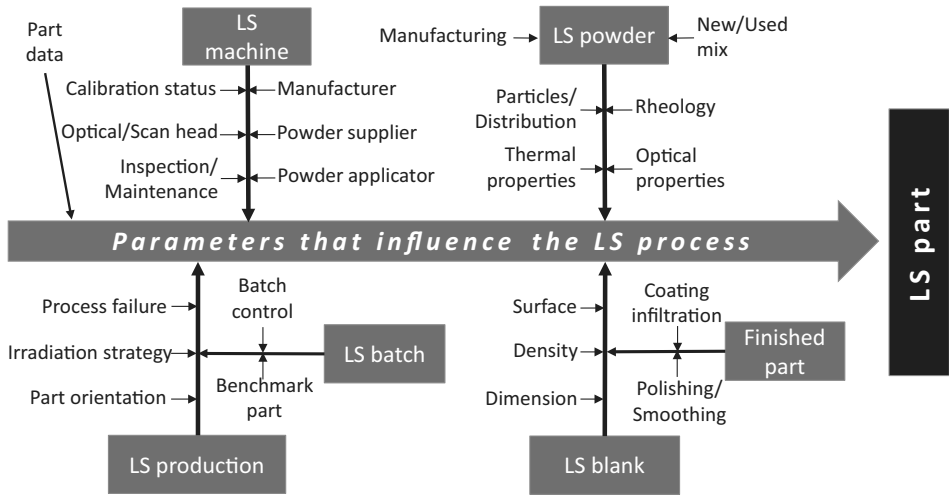 Part
data
LS
machine
Calibration status
Manufacturer
Optical/Scan head
Powder supplier
Inspection/
Maintenance
Powder applicator
Manufacturing
LS powder
New/Used
mix
Particles/
Distribution
Rheology
Thermal
properties
Optical
properties
Parameters that influence the LS process
LS part
Process failure
Irradiation strategy
Part orientation
Batch
control
LS batch
Benchmark
part
LS production
Surface
Density
Dimension
Coating
infiltration
Finished
part
Polishing/
Smoothing
LS blank